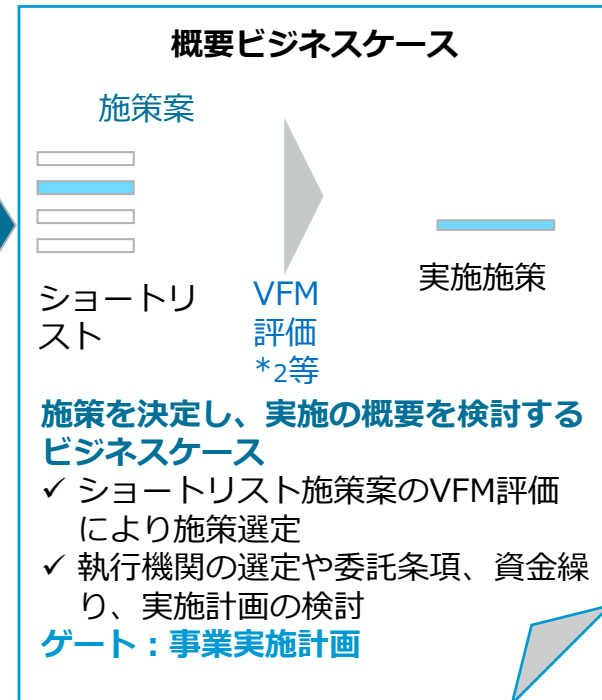 概要ビジネスケース
施策案
ショートリ
スト
VFM
評価
*2等
実施施策
施策を決定し、実施の概要を検討する
ビジネスケース
✓ ショートリスト施策案のVFM評価
により施策選定
✓ 執行機関の選定や委託条項、資金繰
り、実施計画の検討
ゲート：事業実施計画